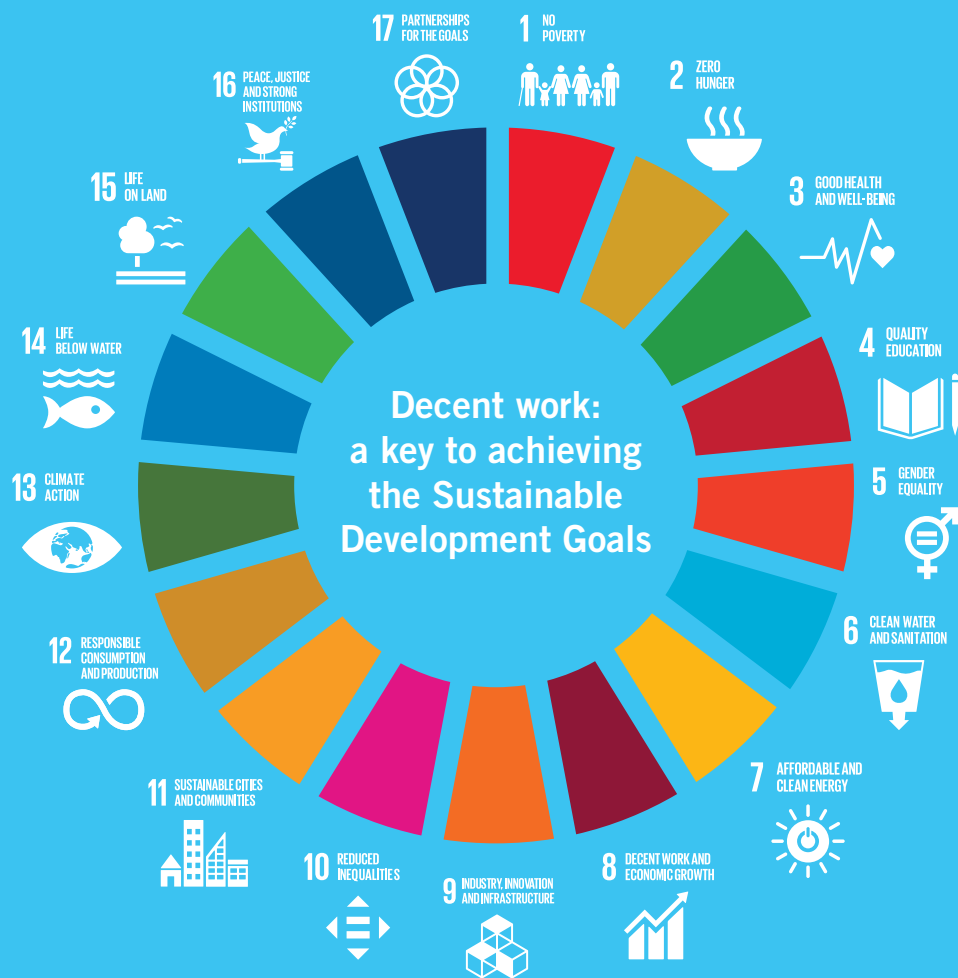 17 PARTNERSHIPS
FOR THE GOALS
1 NO
POVERTY
2 ZERO
HUNGER
3 GOOD HEALTH
AND WELL-BEING
4 QUALITY
EDUCATION
5 GENDER
EQUALITY
6 CLEAN WATER
AND SANITATION
7 AFFORDABLE AND
CLEAN ENERGY
8 DECENT WORK AND
ECONOMIC GROWTH
9 INDUSTRY, INNOVATION
AND INFRASTRUCTURE
10 REDUCED
INEQUALITIES
11 SUSTAINABLE CITIES
AND COMMUNITIES
12 RESPONSIBLE
CONSUMPTION
AND PRODUCTION
13 CLIMATE
ACTION
14 LIFE
BELOW WATER
15 LIFE
ON LAND
16 PEACE, JUSTICE
AND STRONG
INSTITUTIONS
Decent work:
a key to achieving
the Sustainable
Development Goals